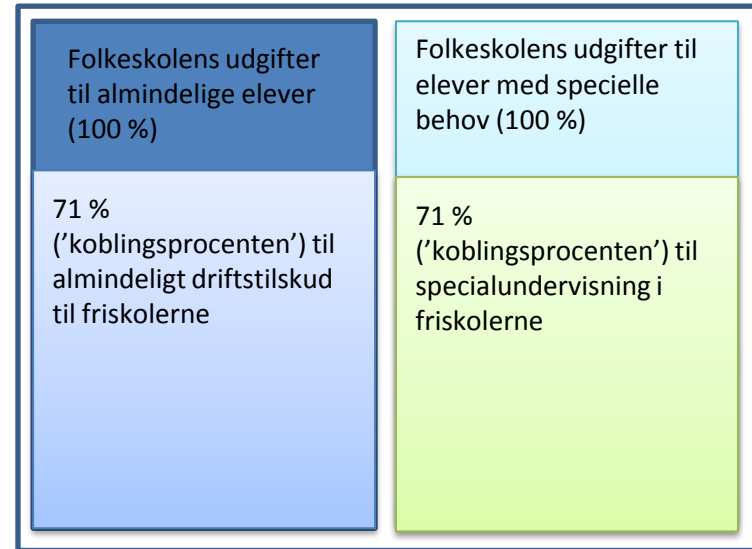 Folkeskolens udgifter
til almindelige elever
(100 %)
71 %
(’koblingsprocenten’) til
almindeligt driftstilskud
til friskolerne
Folkeskolens udgifter til
elever med specielle
behov (100 %)
71 %
(’koblingsprocenten’) til
specialundervisning i
friskolerne